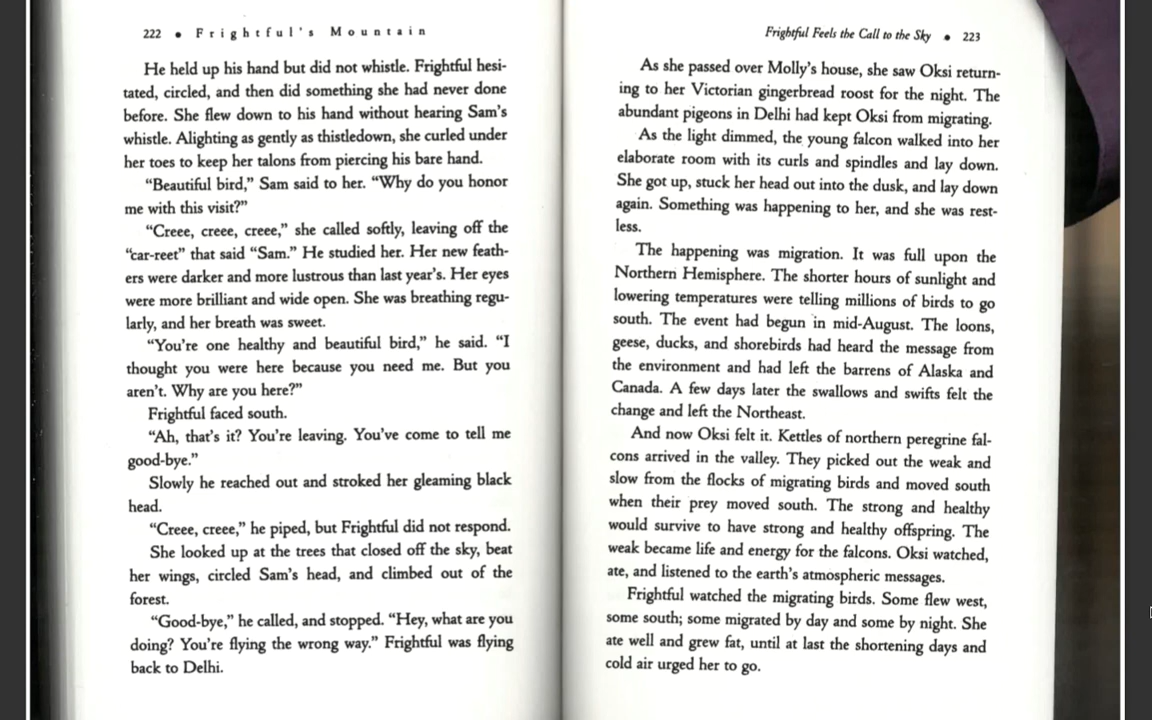 222 • Frightful's Mountain
He held up his hand but did not whistle. Frightful hesi-
tated, circled, and then did something she had never done
before. She flew down to his hand without hearing Sam's
whistle. Alighting as gently as thistledown, she curled under
her toes to keep her talons from piercing his bare hand.
“Beautiful bird,” Sam said to her. “Why do you honor
me with this visit?”
“Creee, creee, creee,” she called softly, leaving off the
“car-reet” that said “Sam.” He studied her. Her new feath-
ers were darker and more lustrous than last year's. Her eyes
were more brilliant and wide open. She was breathing regu-
larly, and her breath was sweet.
“You're one healthy and beautiful bird,” he said. “I
thought you were here because you need me. But you
aren't. Why are you here?”
Frightful faced south.
“Ah, that's it? You're leaving. You've come to tell me
good-bye.”
Slowly he reached out and stroked her gleaming black
head.
“Creee, creee,” he piped, but Frightful did not respond.
She looked up at the trees that closed off the sky, beat
her wings, circled Sam's head, and climbed out of the
forest.
“Good-bye,” he called, and stopped. “Hey, what are you
doing? You're flying the wrong way.” Frightful was flying
back to Delhi.
Frightful Feels the Call to the Sky • 223
As she passed over Molly's house, she saw Oksi return-
ing to her Victorian gingerbread roost for the night. The
abundant pigeons in Delhi had kept Oksi from migrating.
As the light dimmed, the young falcon walked into her
elaborate room with its curls and spindles and lay down.
She got up, stuck her head out into the dusk, and lay down
again. Something was happening to her, and she was rest-
less.
The happening was migration. It was full upon the
Northern Hemisphere. The shorter hours of sunlight and
lowering temperatures were telling millions of birds to go
south. The event had begun in mid-August. The loons,
geese, ducks, and shorebirds had heard the message from
the environment and had left the barrens of Alaska and
Canada. A few days later the swallows and swifts felt the
change and left the Northeast.
And now Oksi felt it. Kettles of northern peregrine fal-
cons arrived in the valley. They picked out the weak and
slow from the flocks of migrating birds and moved south
when their prey moved south. The strong and healthy
would survive to have strong and healthy offspring. The
weak became life and energy for the falcons. Oksi watched,
ate, and listened to the earth's atmospheric messages.
Frightful watched the migrating birds. Some flew west,
some south; some migrated by day and some by night. She
ate well and grew fat, until at last the shortening days and
cold air urged her to go.